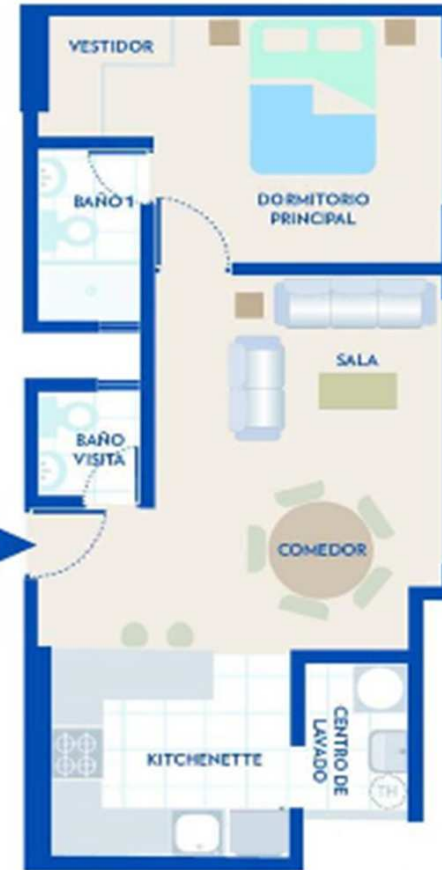 VESTIDOR
BAÑO 1
DORMITORIO
PRINCIPAL
SALA
BAÑO
VISITA
COMEDOR
KITCHENETTE
CENTRO DE
LAVADO
TH